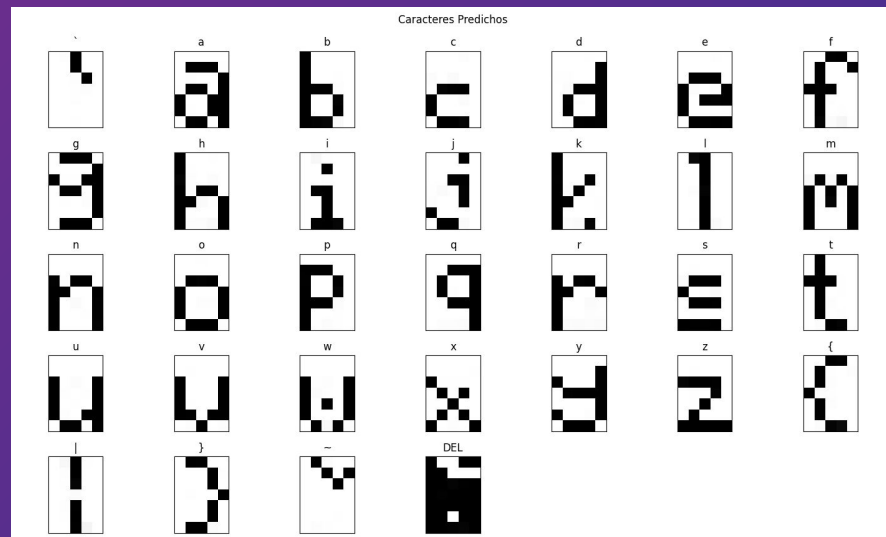 Caracteres Predichos
` a b c d e f
g h i j k l m
n o p q r s t
u v w x y z {
| } ~ DEL